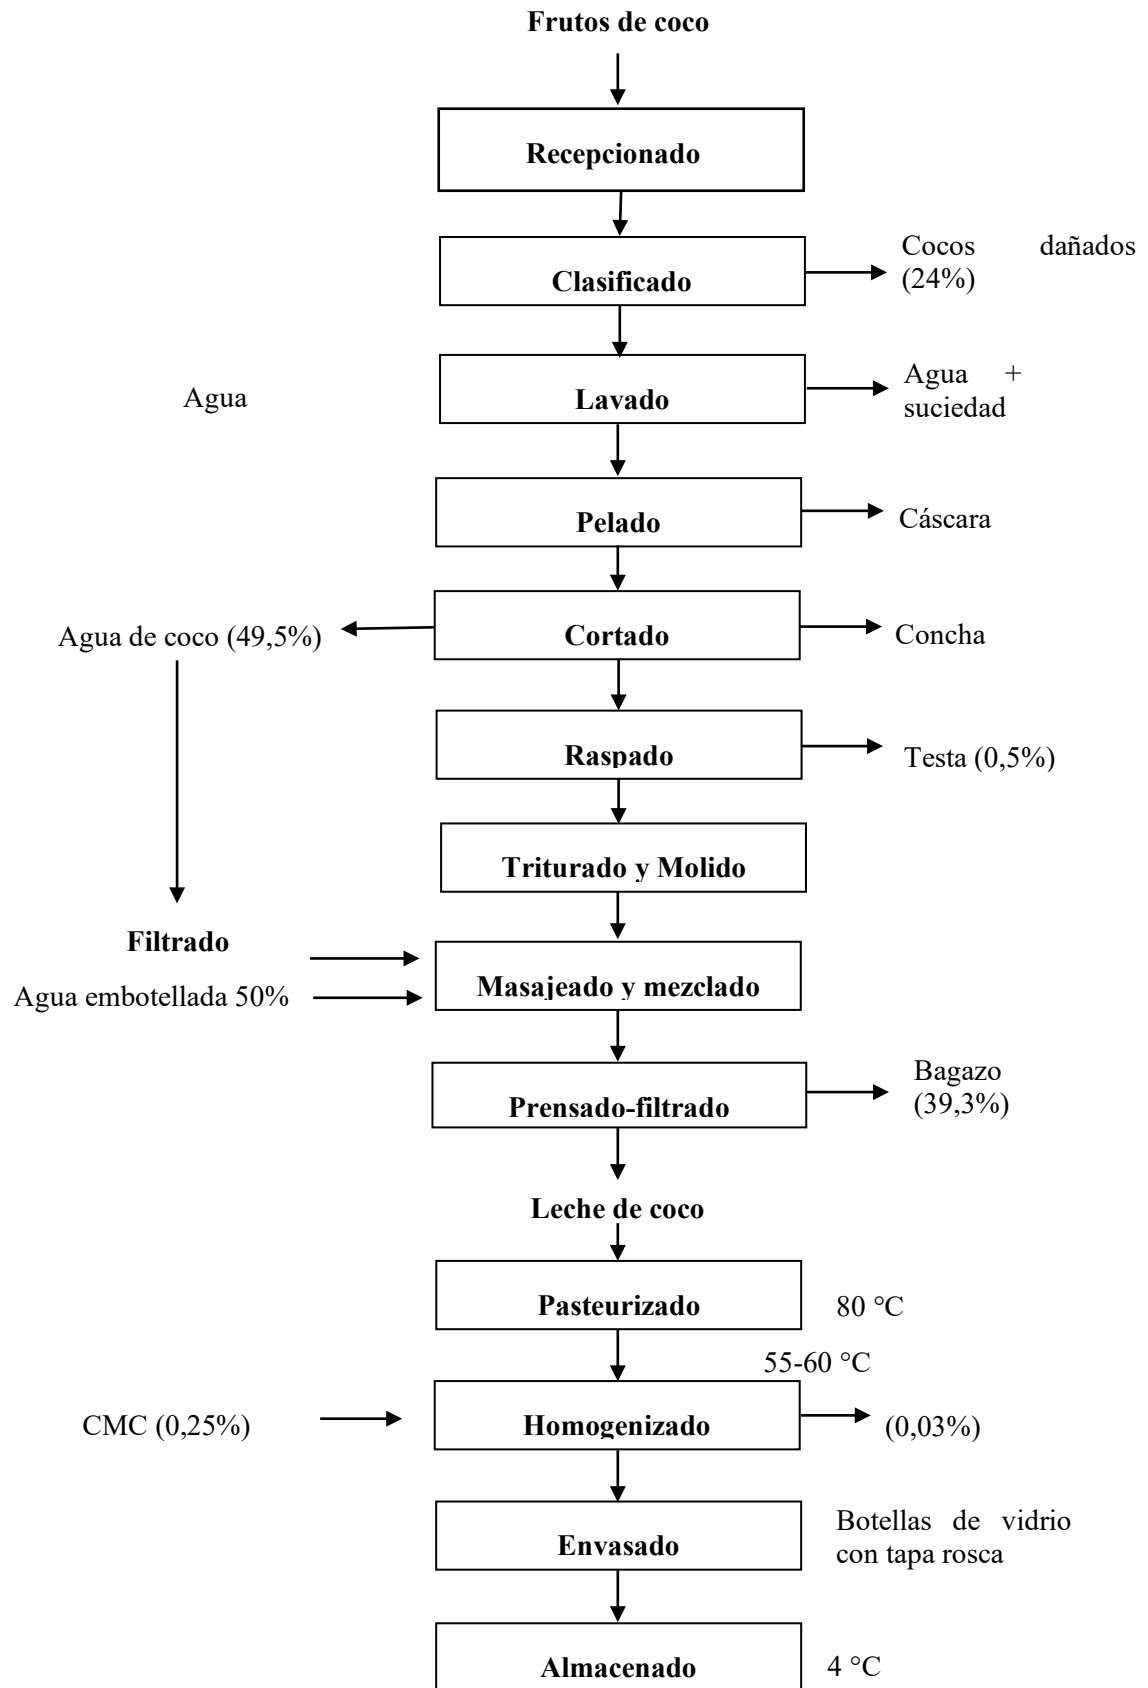 Frutos de coco
Recepcionado
Clasificado
Cocos dañados
(24%)
Agua
Lavado
Agua +
suciedad
Pelado
Cáscara
Agua de coco (49,5%)
Cortado
Concha
Raspado
Testa (0,5%)
Triturado y Molido
Filtrado
Agua embotellada 50%
Masajeado y mezclado
Prensado-filtrado
Bagazo
(39,3%)
Leche de coco
Pasteurizado
80 °C
55-60 °C
CMC (0,25%)
Homogenizado
(0,03%)
Envasado
Botellas de vidrio
con tapa rosca
Almacenado
4 °C